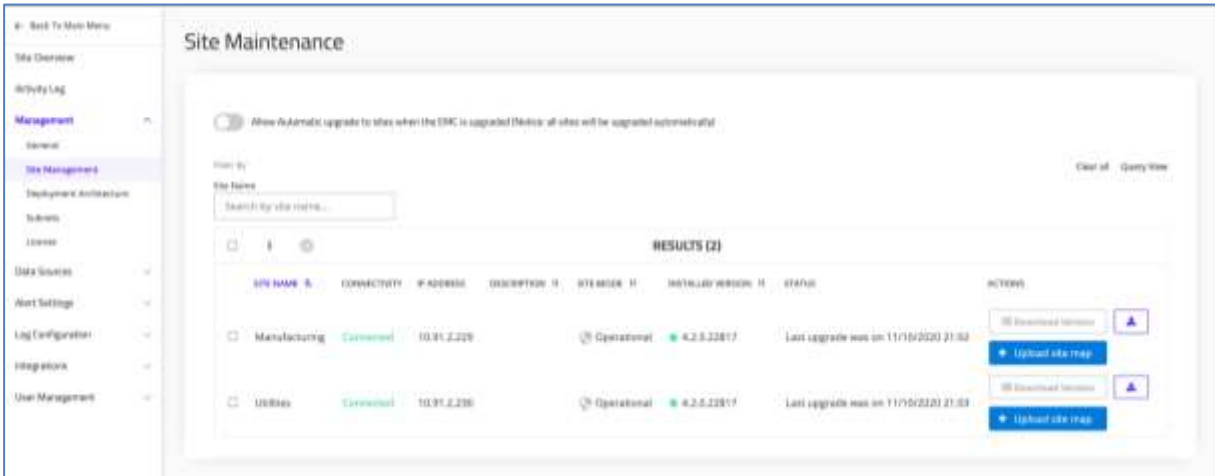 Back To Main Menu
Site Overview
Activity Log
Management
General
Site Management
Deployment Architecture
Subnets
License
Data Sources
Alert Settings
Log Configuration
Integrations
User Management
Site Maintenance
Allow Automatic upgrade to sites when the EMC is upgraded (Notice: all sites will be upgraded automatically)
Filter By
Clear all Query View
Site Name
Search by site name...
RESULTS (2)
SITE NAME CONNECTIVITY IP ADDRESS DESCRIPTION SITE MODE INSTALLED VERSION STATUS ACTIONS
Manufacturing Connected 10.91.2.229 Operational 4.2.0.22817 Last upgrade was on 11/10/2020 21:02 Download Version
Upload site map
Utilities Connected 10.91.2.230 Operational 4.2.0.22817 Last upgrade was on 11/10/2020 21:03 Download Version
Upload site map